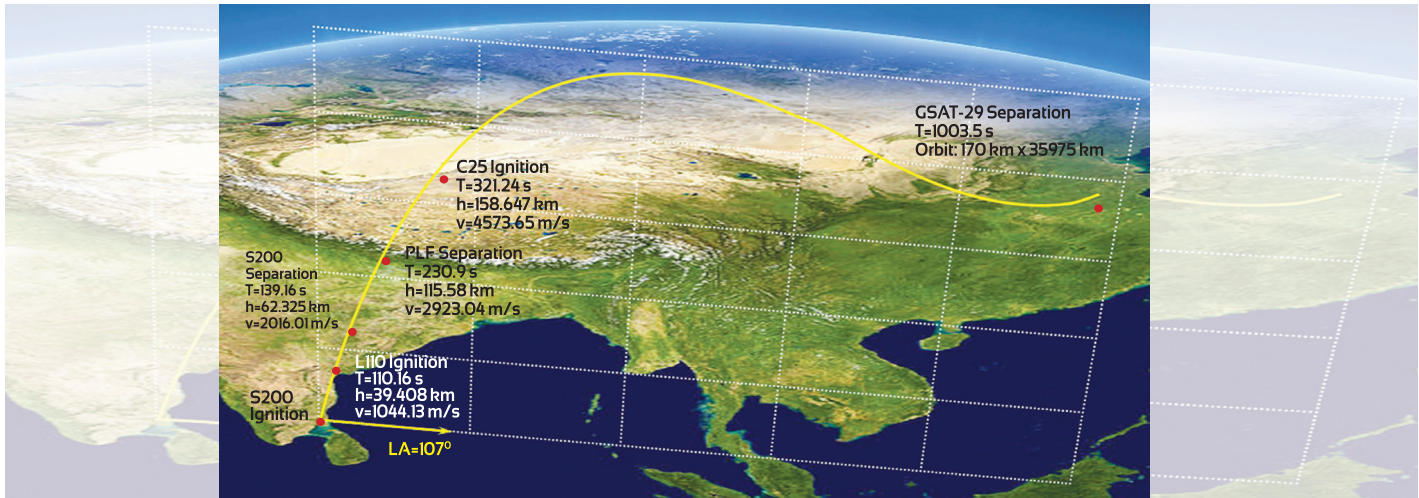 GSAT-29 Separation
T=1003.5 s
Orbit: 170 km x 35975 km
C25 Ignition
T=321.24 s
h=158.647 km
v=4573.65 m/s
PLF Separation
T=230.9 s
h=115.58 km
v=2923.04 m/s
S200
Separation
T=139.16 s
h=62.325 km
v=2016.01 m/s
L110 Ignition
T=110.16 s
h=39.408 km
v=1044.13 m/s
S200
Ignition
LA=107⁰